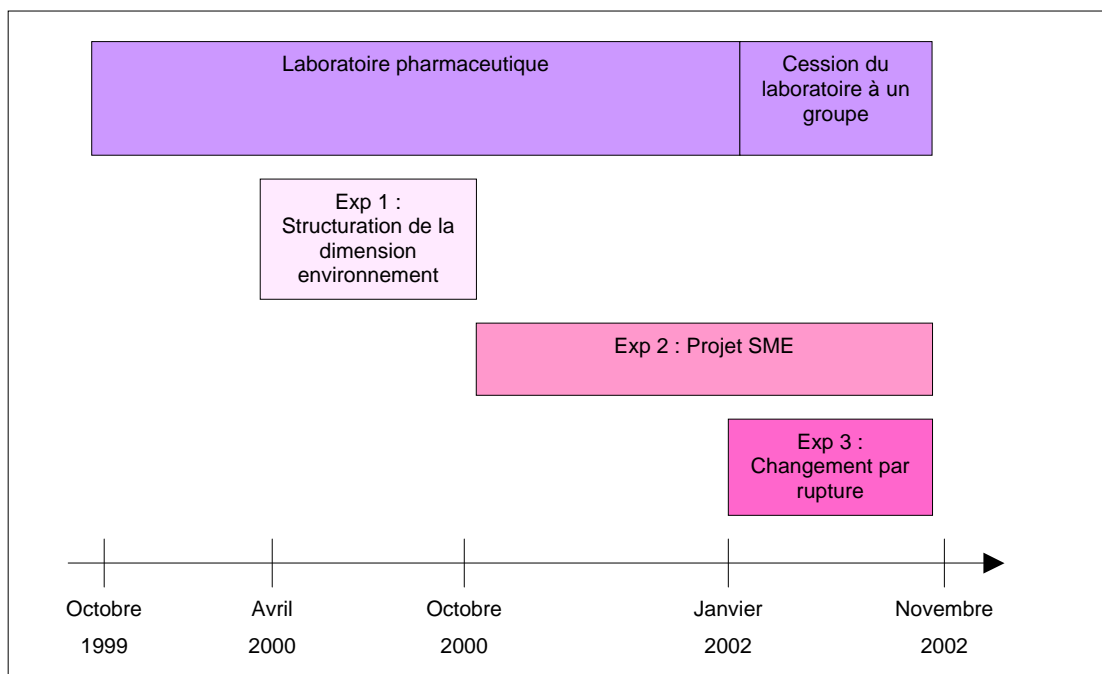 Laboratoire pharmaceutique
Cession du
laboratoire à un
groupe
Exp 1 :
Structuration de la
dimension
environnement
Exp 2 : Projet SME
Exp 3 :
Changement par
rupture
Octobre
1999
Avril
2000
Octobre
2000
Janvier
2002
Novembre
2002